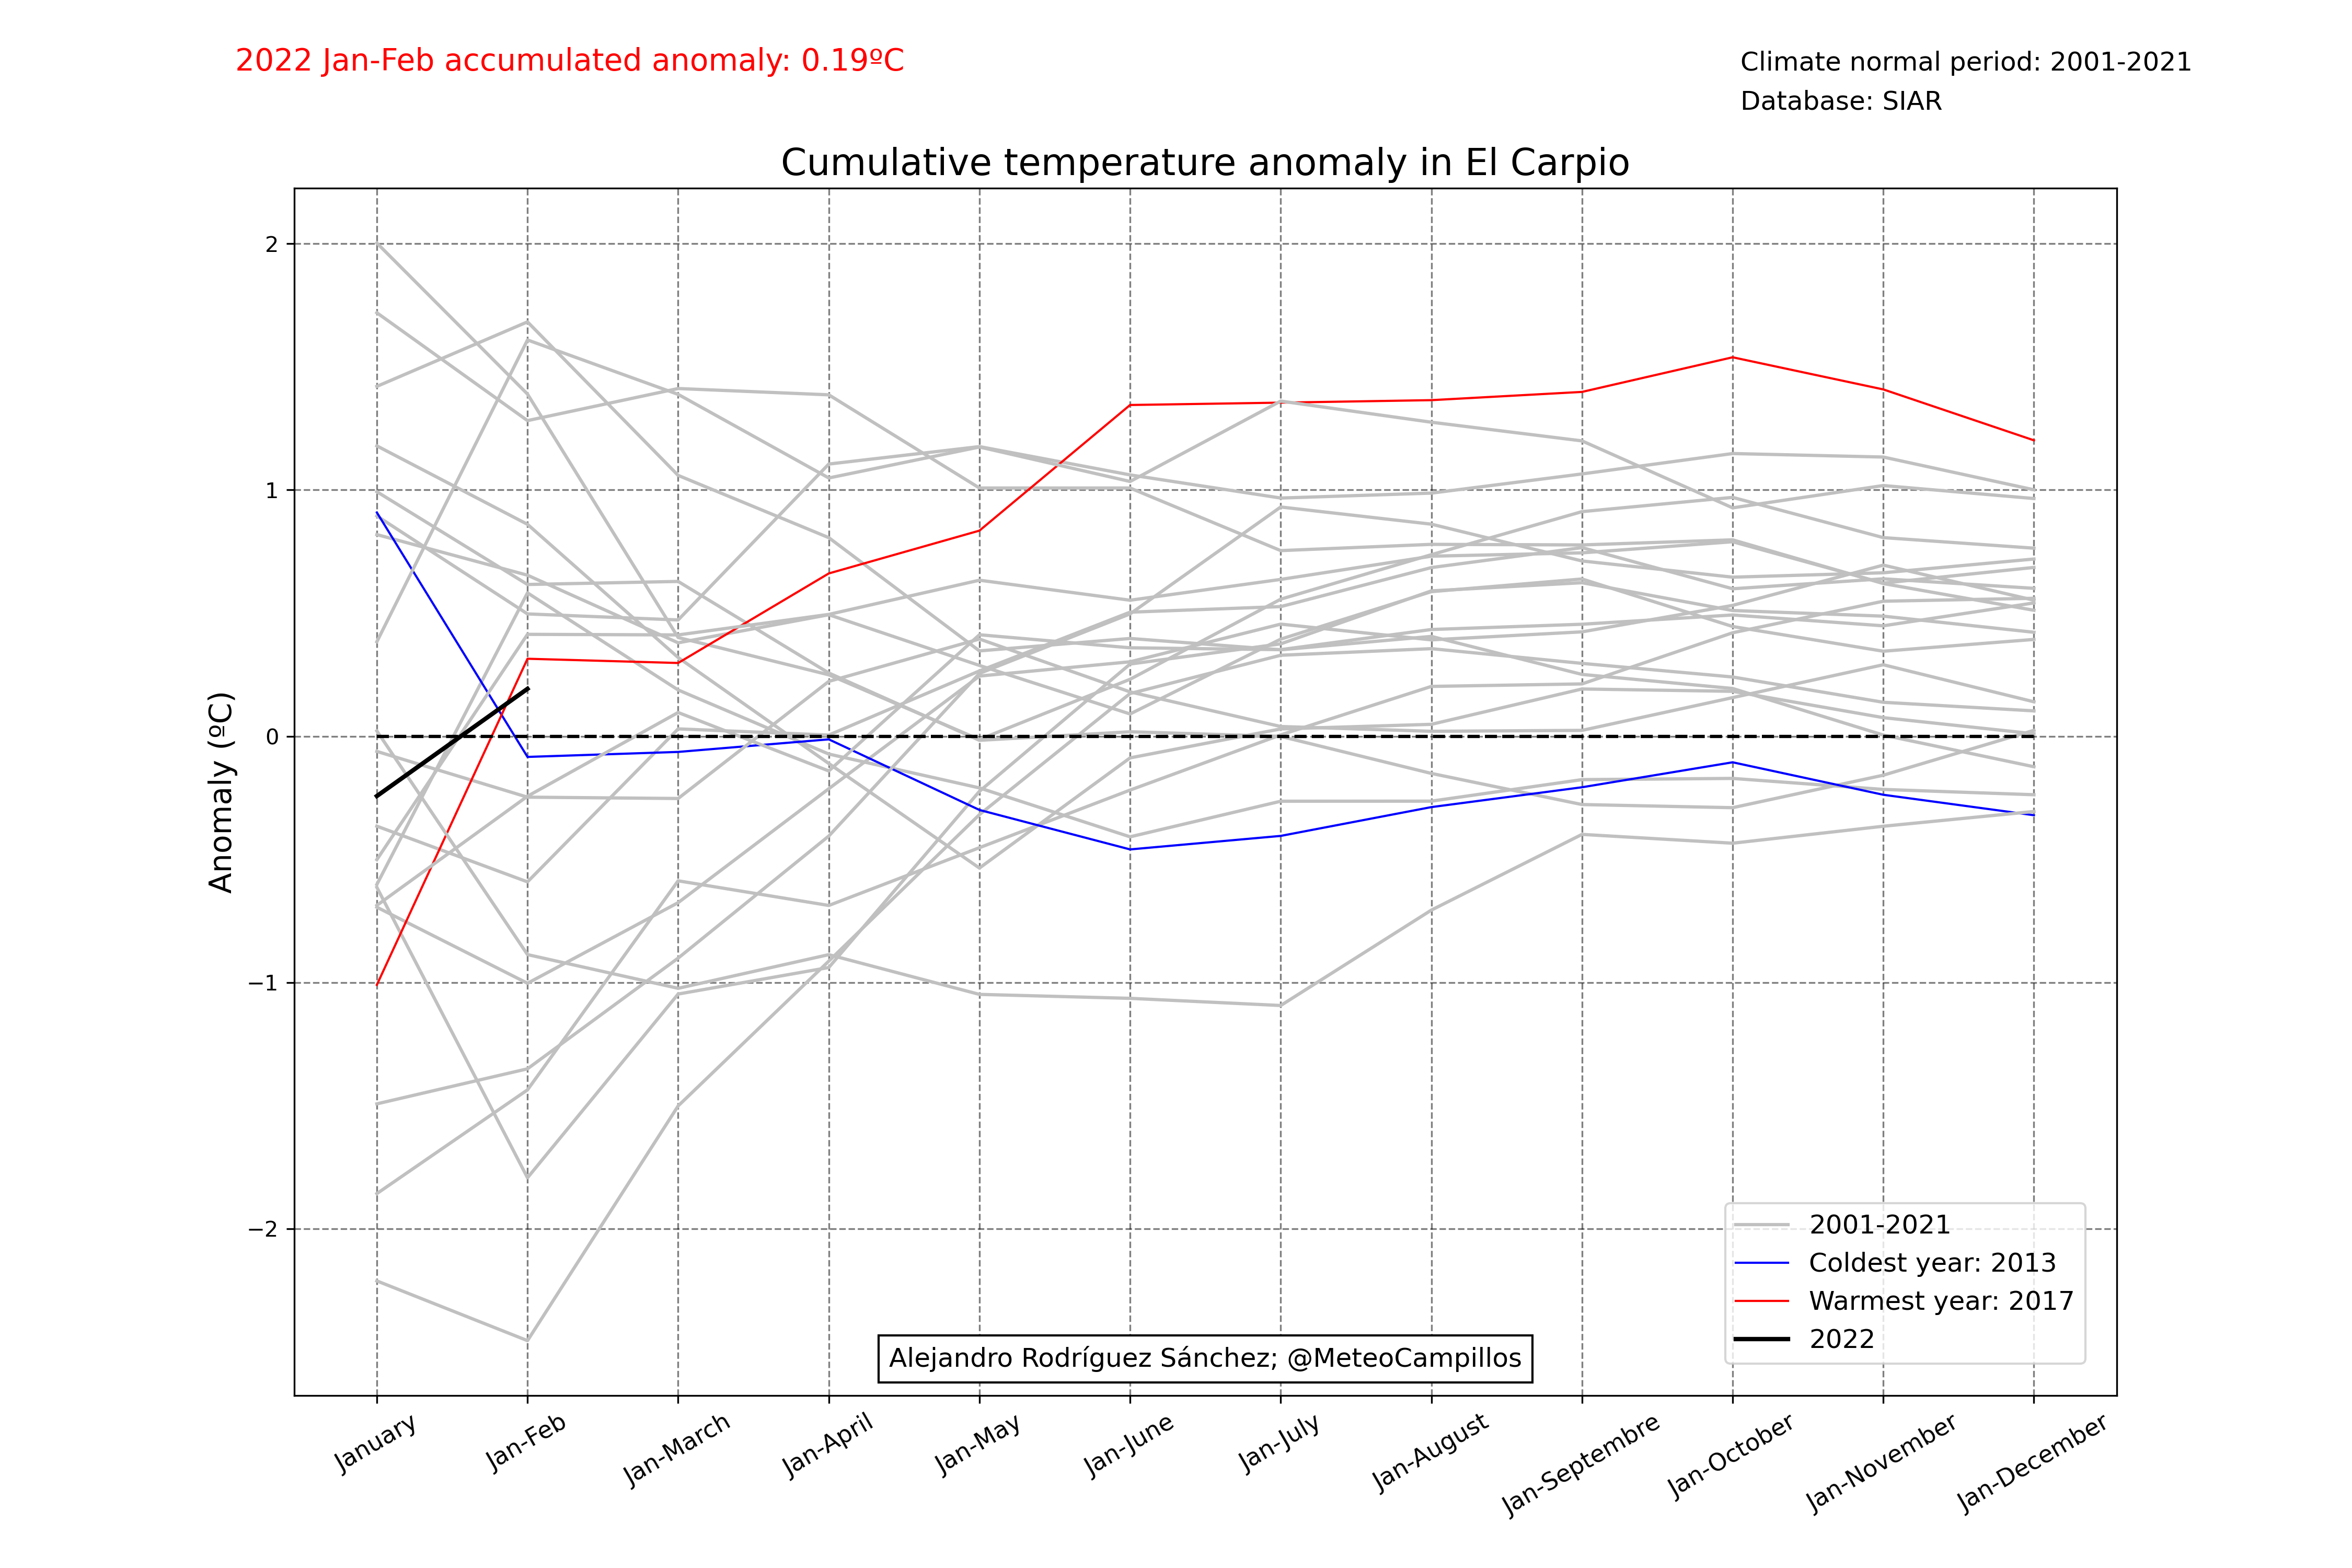 2022 Jan-Feb accumulated anomaly: 0.19ºC
Climate normal period: 2001-2021
Database: SIAR
Cumulative temperature anomaly in El Carpio
Anomaly (ºC)
2
1
0
−1
−2
2001-2021
Coldest year: 2013
Warmest year: 2017
2022
Alejandro Rodríguez Sánchez; @MeteoCampillos
January
Jan-Feb
Jan-March
Jan-April
Jan-May
Jan-June
Jan-July
Jan-August
Jan-Septembre
Jan-October
Jan-November
Jan-December